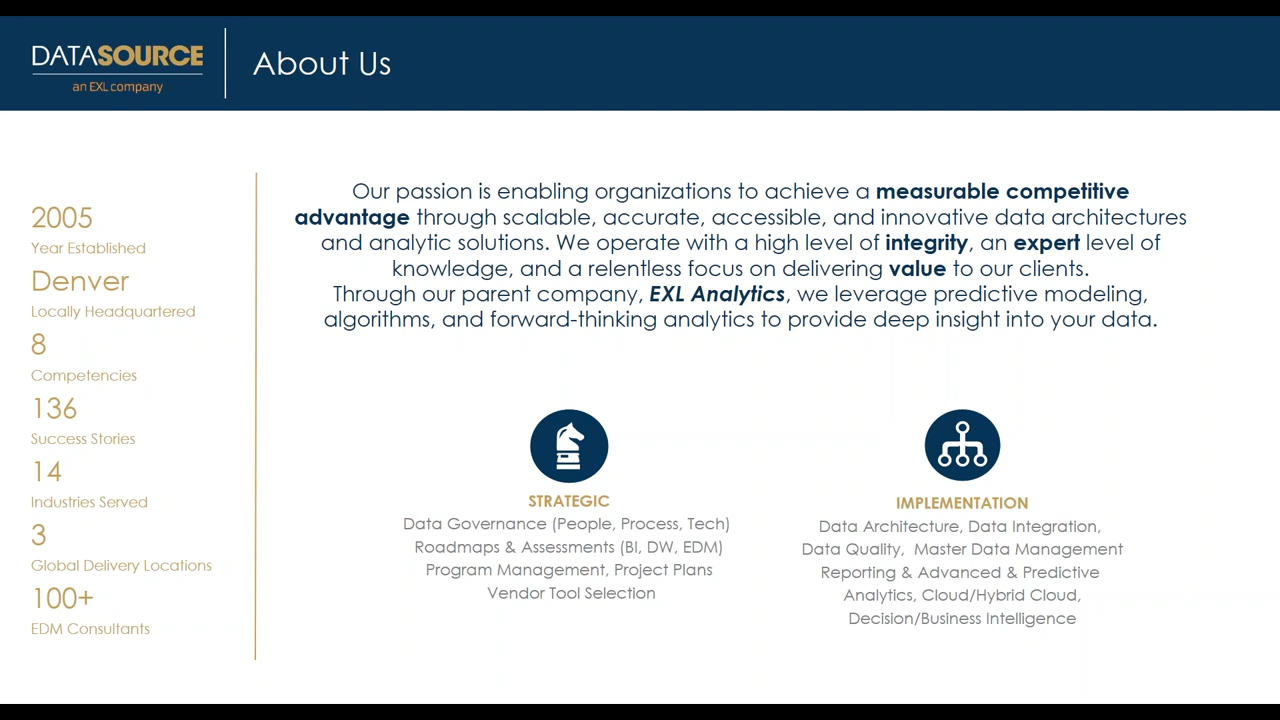 DATASOURCE
an EXL company
About Us
2005
Year Established
Denver
Locally Headquartered
8
Competencies
136
Success Stories
14
Industries Served
3
Global Delivery Locations
100+
EDM Consultants
Our passion is enabling organizations to achieve a measurable competitive
advantage through scalable, accurate, accessible, and innovative data architectures
and analytic solutions. We operate with a high level of integrity, an expert level of
knowledge, and a relentless focus on delivering value to our clients.
Through our parent company, EXL Analytics, we leverage predictive modeling,
algorithms, and forward-thinking analytics to provide deep insight into your data.
STRATEGIC
Data Governance (People, Process, Tech)
Roadmaps & Assessments (BI, DW, EDM)
Program Management, Project Plans
Vendor Tool Selection
IMPLEMENTATION
Data Architecture, Data Integration,
Data Quality, Master Data Management
Reporting & Advanced & Predictive
Analytics, Cloud/Hybrid Cloud,
Decision/Business Intelligence